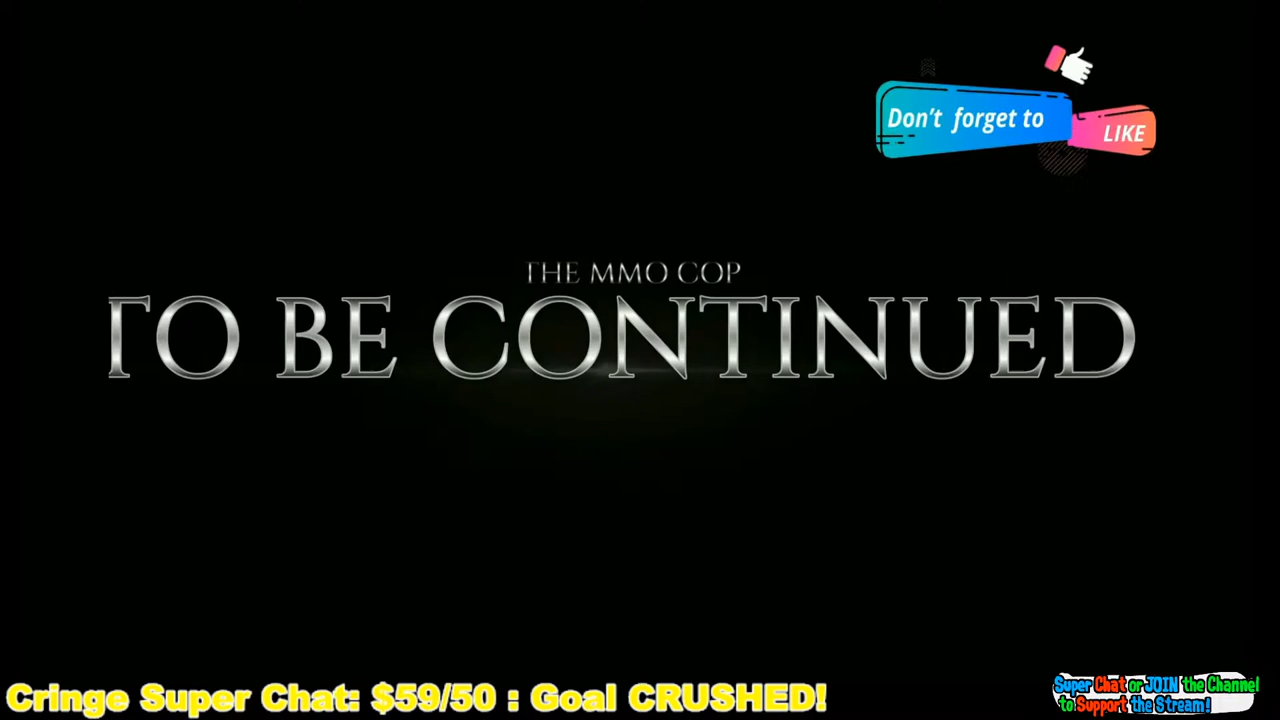 Don't forget to
LIKE
THE MMO COP
TO BE CONTINUED
Cringe Super Chat: $59/50 : Goal CRUSHED!
Super Chat or JOIN the Channel
to Support the Stream!